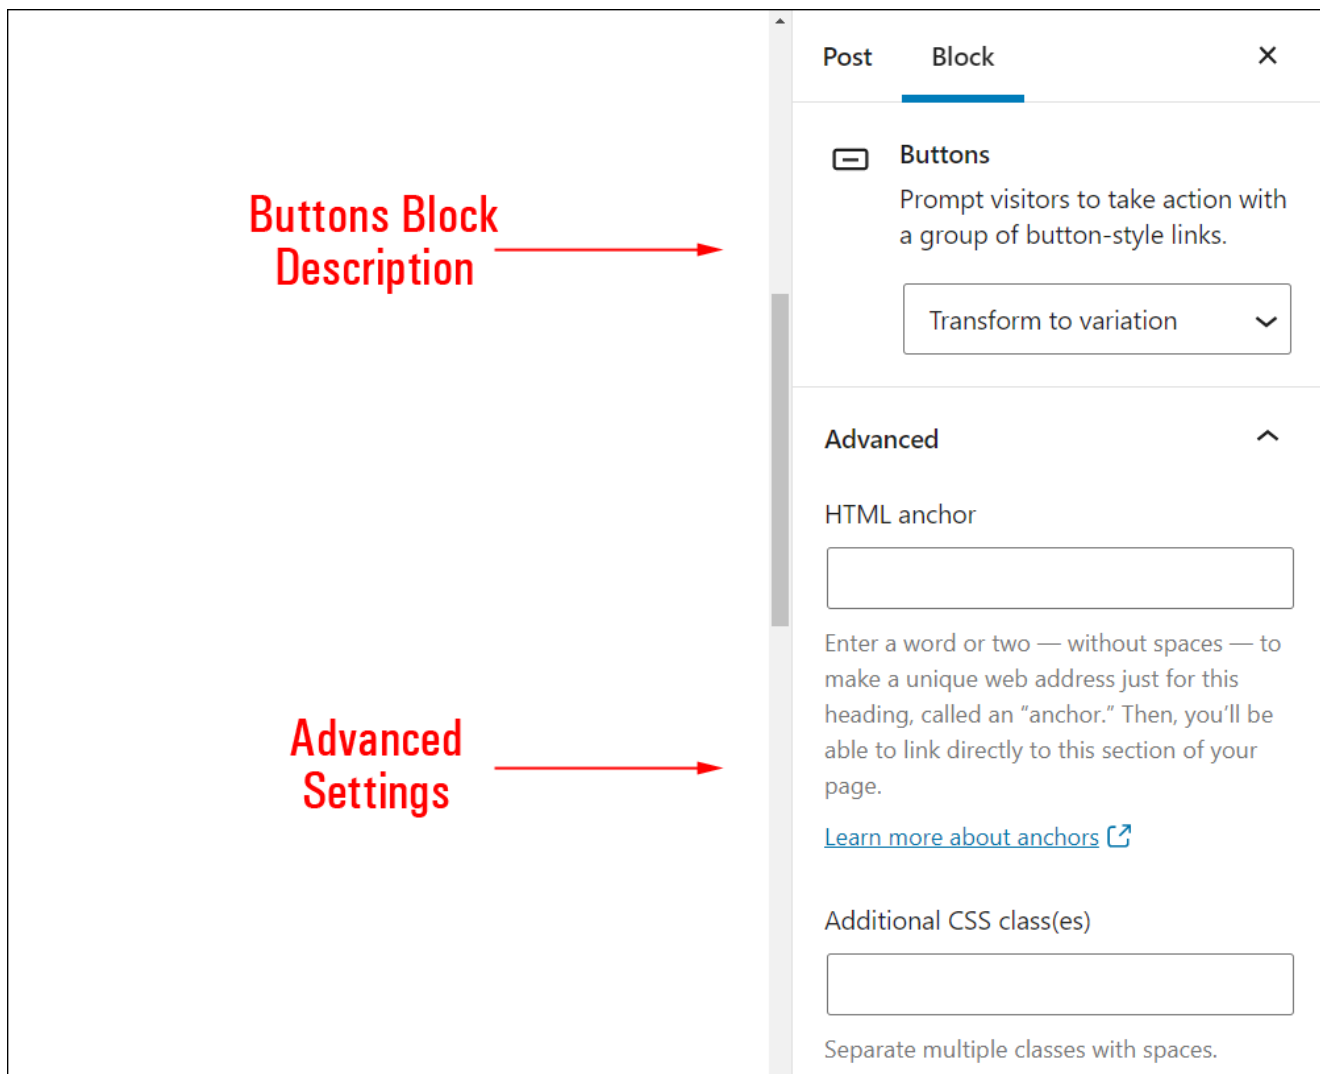 Post Block
Buttons
Prompt visitors to take action with
a group of button-style links.
Transform to variation
Buttons Block
Description
Advanced
HTML anchor
Enter a word or two — without spaces — to
make a unique web address just for this
heading, called an “anchor.” Then, you’ll be
able to link directly to this section of your
page.
Learn more about anchors
Advanced
Settings
Additional CSS class(es)
Separate multiple classes with spaces.